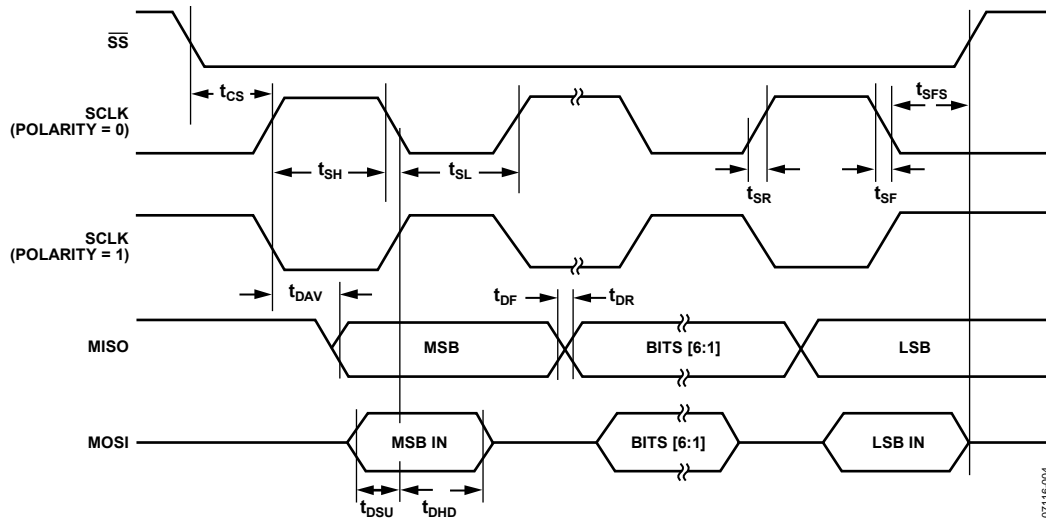 SS
tCS
tSFS
SCLK
(POLARITY = 0)
tSH
tSL
tSR
tSF
SCLK
(POLARITY = 1)
tDAV
tDF
tDR
MISO
MSB
BITS [6:1]
LSB
MOSI
MSB IN
BITS [6:1]
LSB IN
tDSU
tDHD
07116-004